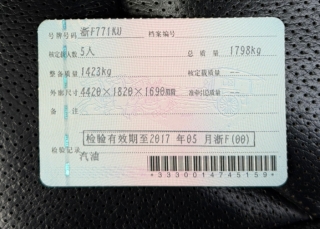 号牌号码 浙F771KU 档案编号
核定载人数 5人 总质量 1798kg
整备质量 1423kg 核定载质量 --
外廓尺寸 4420×1820×1690mm 准牵引总质量 --
备注
检验有效期至2017年05月浙F(00)
检验记录
汽油
*3330014745159*